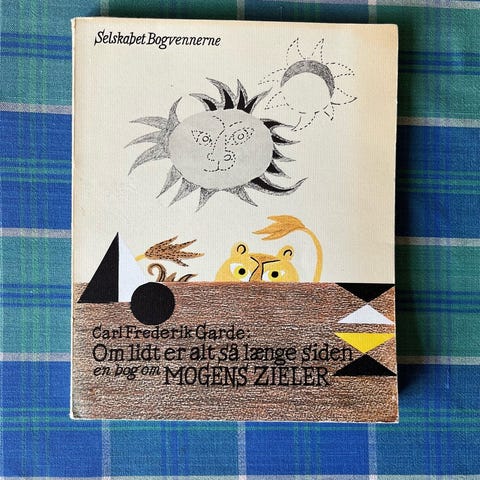 Selskabet Bogvennerne
Carl Frederik Garde:
Om lidt er alt så længe siden
en bog om MOGENS ZIELER